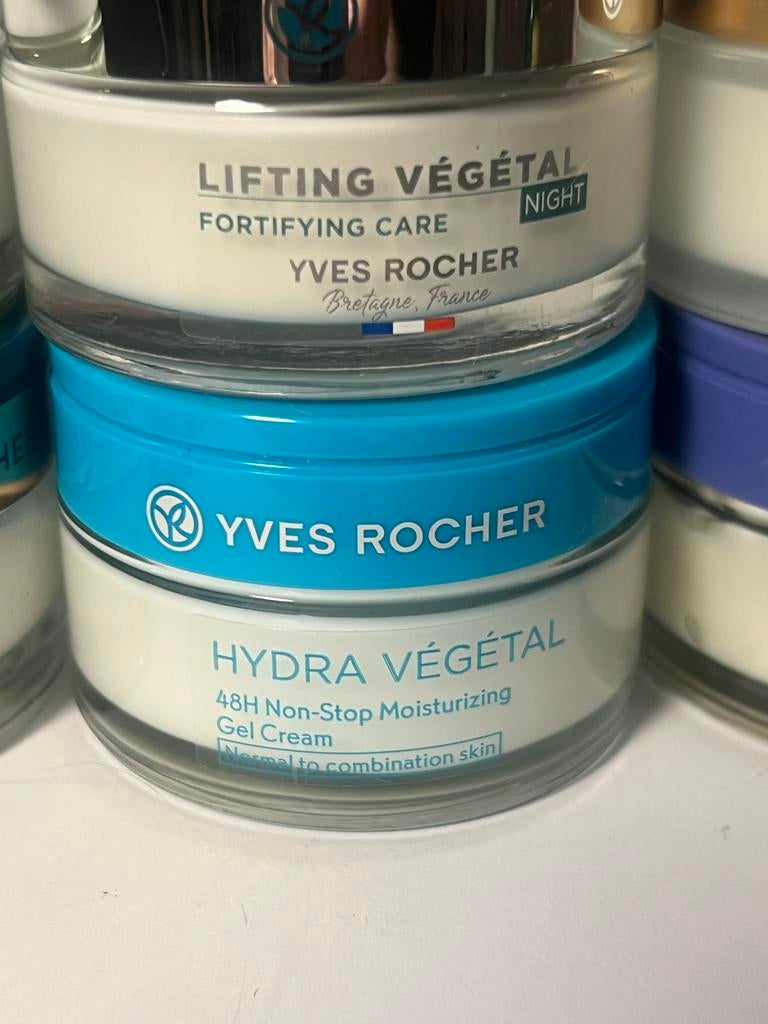 LIFTING VÉGÉTAL
NIGHT
FORTIFYING CARE
YVES ROCHER
Bretagne, France
YVES ROCHER
HYDRA VÉGÉTAL
48H Non-Stop Moisturizing
Gel Cream
Normal to combination skin